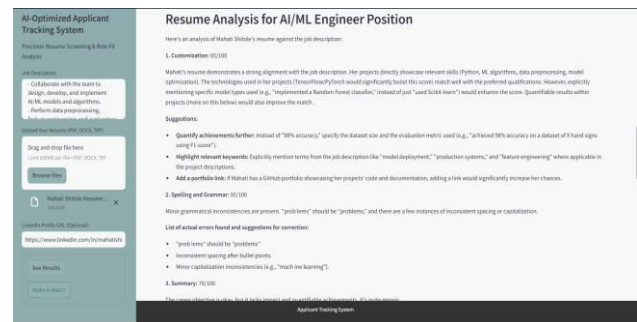 AI-Optimized Applicant
Tracking System
Precision Resume Screening & Role Fit
Analysis
Job Description:
- Collaborate with the team to
design, develop, and implement
AI/ML models and algorithms.
- Perform data preprocessing,
Upload Your Resume (PDF, DOCX, TXT)
Drag and drop file here
Limit 200MB per file • PDF, DOCX, TXT
Browse files
Mahati Shitole Resume...
LinkedIn Profile URL (Optional)
https://www.linkedin.com/in/mahatishi
See Results
Resume Analysis for AI/ML Engineer Position
Here's an analysis of Mahati Shitole's resume against the job description:
1. Customization: 85/100
Mahati's resume demonstrates a strong alignment with the job description. Her projects directly showcase relevant skills (Python, ML algorithms, data preprocessing, model
optimization). The technologies used in her projects (TensorFlow/PyTorch would significantly boost this score) match well with the preferred qualifications. However, explicitly
mentioning specific model types used (e.g., "implemented a Random Forest classifier," instead of just "used Scikit-learn") would enhance the score. Quantifiable results within
projects (more on this below) would also improve the match.
Suggestions:
• Quantify achievements further: Instead of "98% accuracy," specify the dataset size and the evaluation metric used (e.g., "achieved 98% accuracy on a dataset of X hand signs
using F1 score").
• Highlight relevant keywords: Explicitly mention terms from the job description like "model deployment," "production systems," and "feature engineering" where applicable in
the project descriptions.
• Add a portfolio link: If Mahati has a GitHub portfolio showcasing her projects' code and documentation, adding a link would significantly increase her chances.
2. Spelling and Grammar: 95/100
Minor grammatical inconsistencies are present. "prob lems" should be "problems," and there are a few instances of inconsistent spacing or capitalization.
List of actual errors found and suggestions for correction:
• "prob lems" should be "problems"
• Inconsistent spacing after bullet points.
• Minor capitalization inconsistencies (e.g., "mach ine learning").
3. Summary: 70/100
The career objective is okay, but it lacks impact and quantifiable achievements. It's quite generic.
Applicant Tracking System